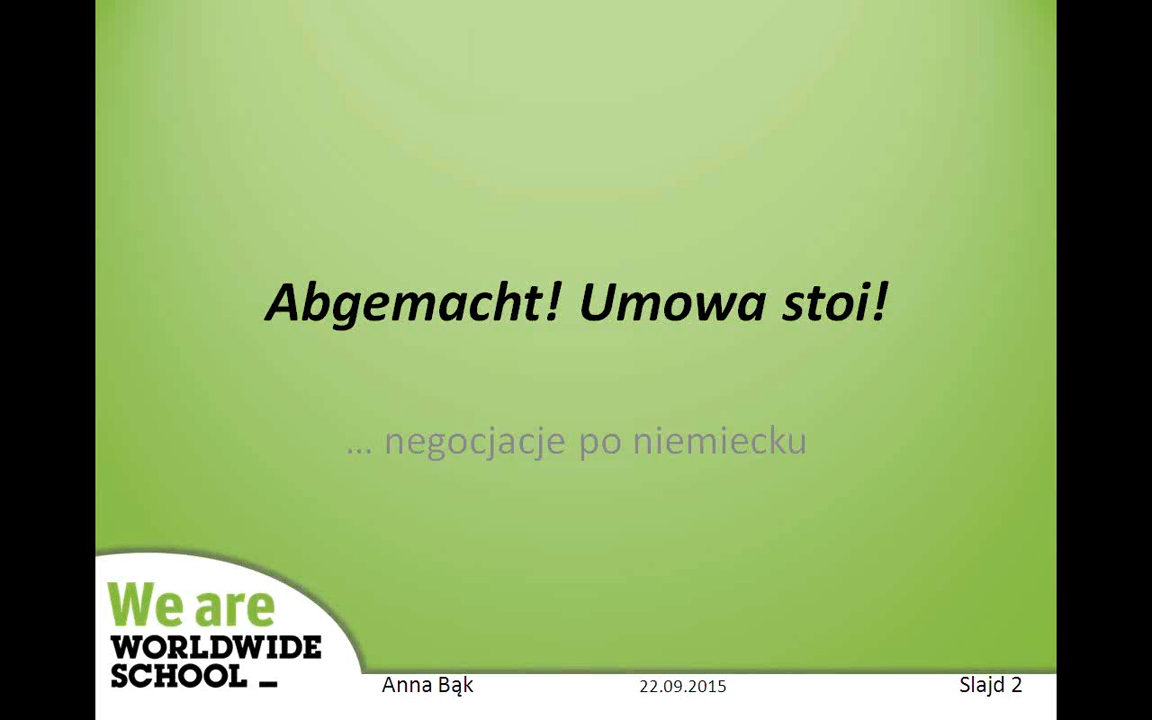 Abgemacht! Umowa stoi!
... negocjacje po niemiecku
We are
WORLDWIDE
SCHOOL _
Anna Bąk 22.09.2015 Slajd 2